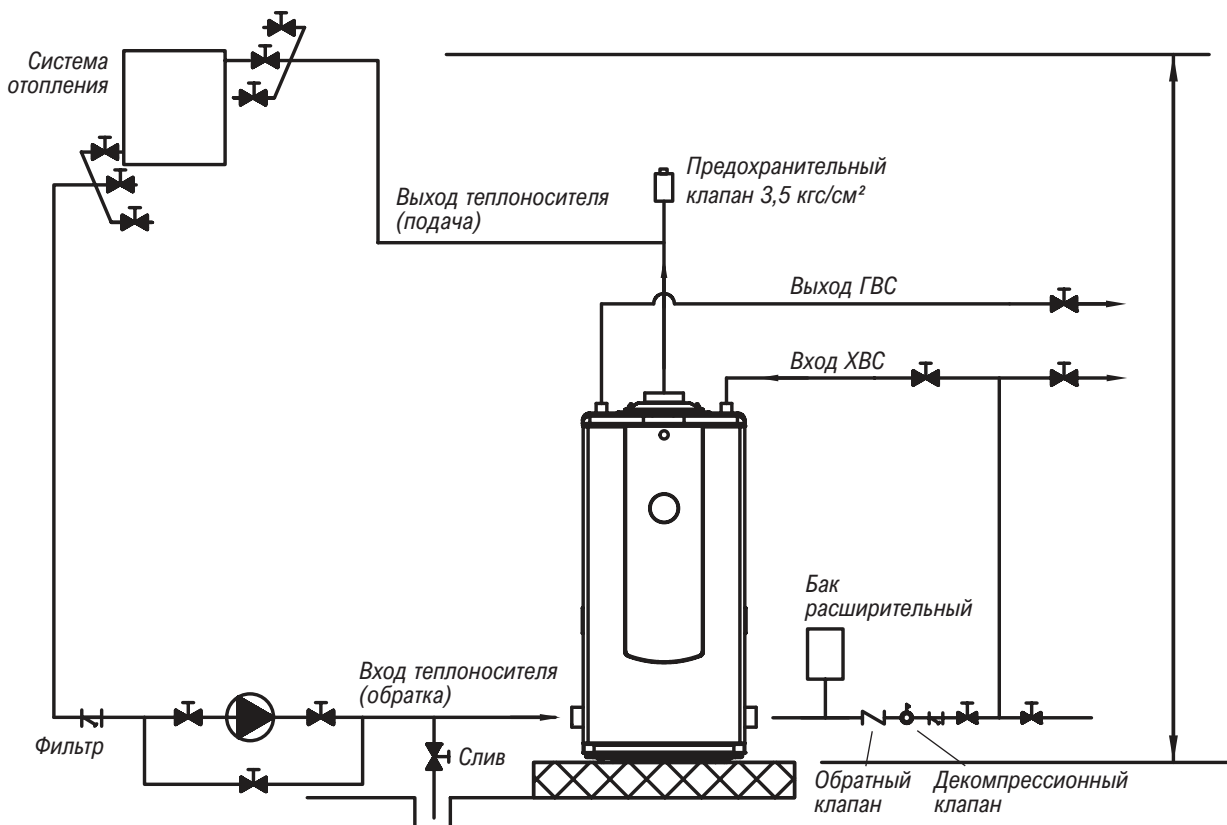 Система
отопления
Предохранительный
клапан 3,5 кгс/см²
Выход теплоносителя
(подача)
Выход ГВС
Вход ХВС
Бак
расширительный
Вход теплоносителя
(обратка)
Фильтр
Слив
Обратный
клапан
Декомпрессионный
клапан